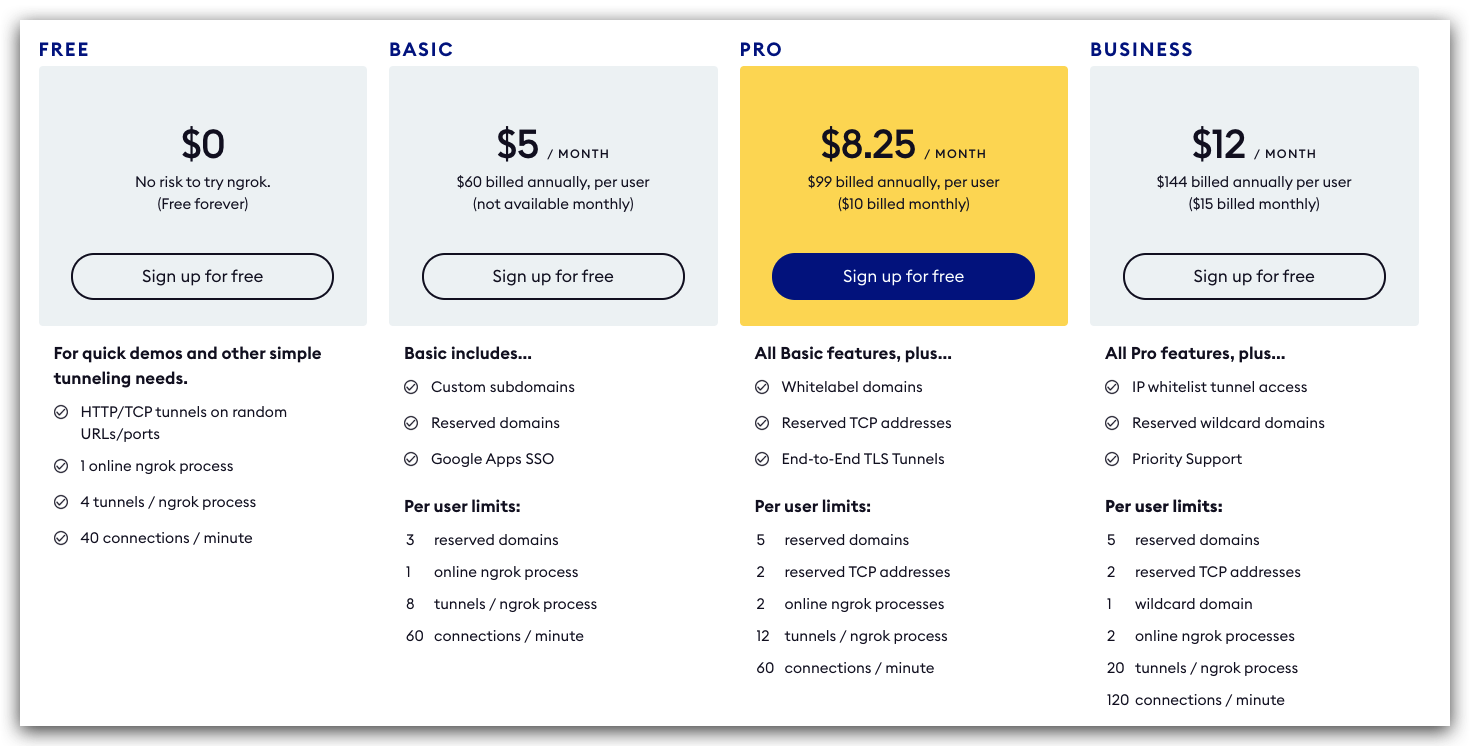 FREE
$0
No risk to try ngrok.
(Free forever)
Sign up for free
For quick demos and other simple
tunneling needs.
HTTP/TCP tunnels on random
URLs/ports
1 online ngrok process
4 tunnels / ngrok process
40 connections / minute
BASIC
$5 / MONTH
$60 billed annually, per user
(not available monthly)
Sign up for free
Basic includes...
Custom subdomains
Reserved domains
Google Apps SSO
Per user limits:
3 reserved domains
1 online ngrok process
8 tunnels / ngrok process
60 connections / minute
PRO
$8.25 / MONTH
$99 billed annually, per user
($10 billed monthly)
Sign up for free
All Basic features, plus...
Whitelabel domains
Reserved TCP addresses
End-to-End TLS Tunnels
Per user limits:
5 reserved domains
2 reserved TCP addresses
2 online ngrok processes
12 tunnels / ngrok process
60 connections / minute
BUSINESS
$12 / MONTH
$144 billed annually per user
($15 billed monthly)
Sign up for free
All Pro features, plus...
IP whitelist tunnel access
Reserved wildcard domains
Priority Support
Per user limits:
5 reserved domains
2 reserved TCP addresses
1 wildcard domain
2 online ngrok processes
20 tunnels / ngrok process
120 connections / minute